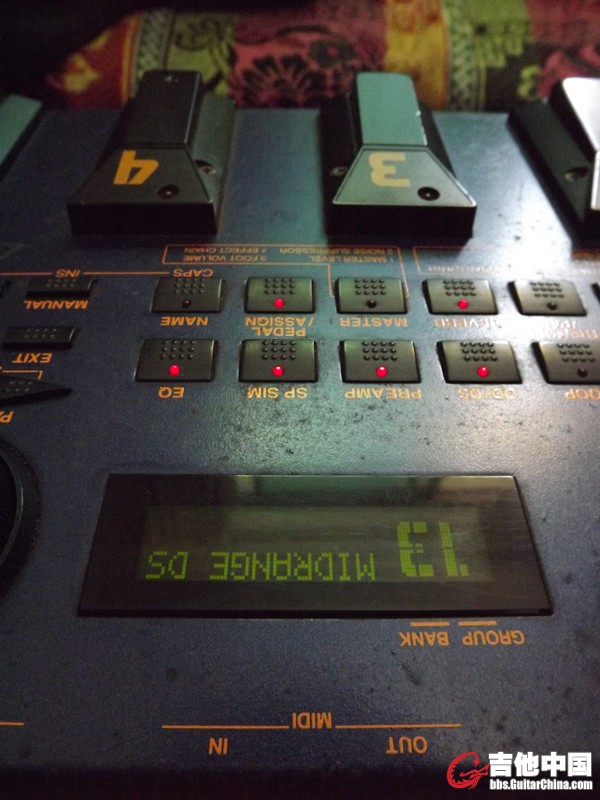 OUT MIDI IN
GROUP BANK
13 MIDRANGE DS
OD/DS PREAMP SP SIM EQ
EXIT
REVERB MASTER PEDAL
/ASSIGN NAME
MANUAL
CAPS INS
MASTER LEVEL 3 FOOT VOLUME
NOISE SUPPRESSOR EFFECT CHAIN
3 4
吉他中国
bbs.GuitarChina.com